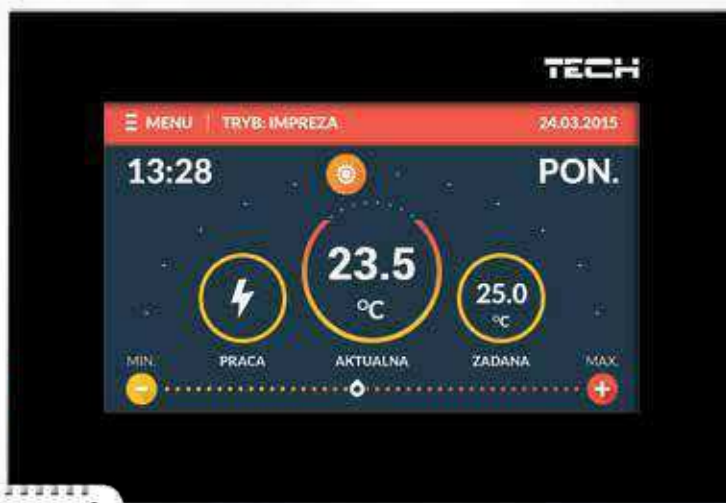 TECH
MENU | TRYB: IMPREZA 24.03.2015
13:28 PON.
23.5
°C
25.0
°C
MIN. PRACA AKTUALNA ZADANA MAX.
- +